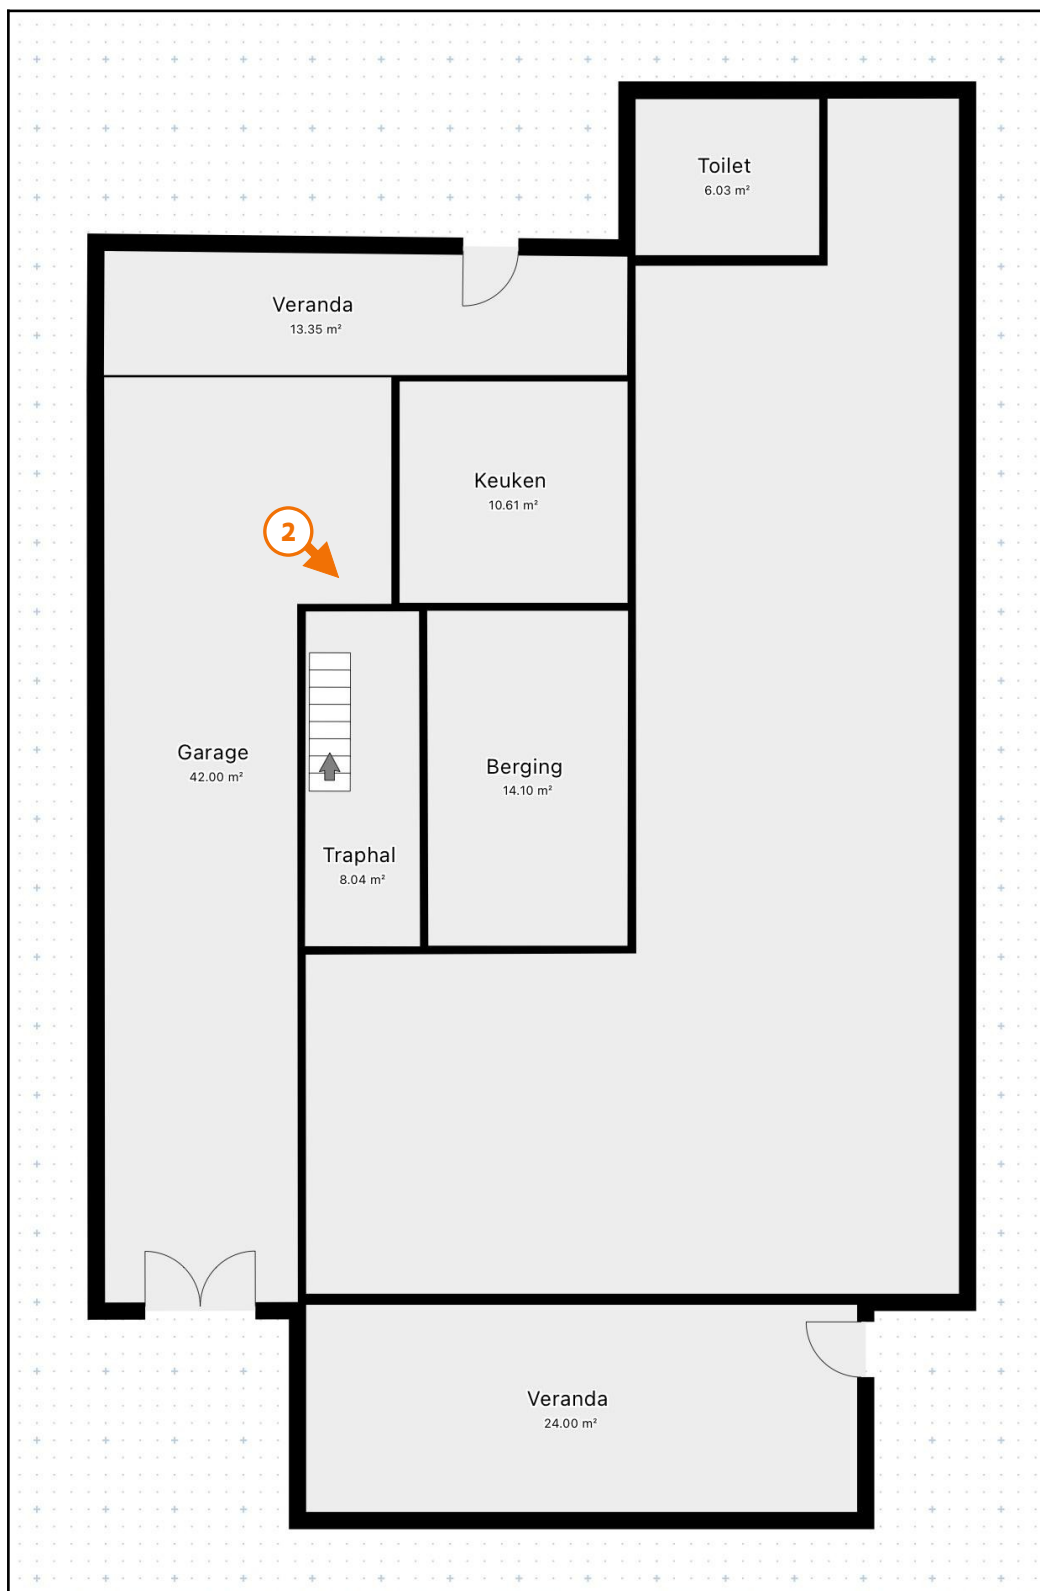 Toilet
6.03 m²
Veranda
13.35 m²
Keuken
10.61 m²
2
Garage
42.00 m²
Berging
14.10 m²
Traphal
8.04 m²
Veranda
24.00 m²